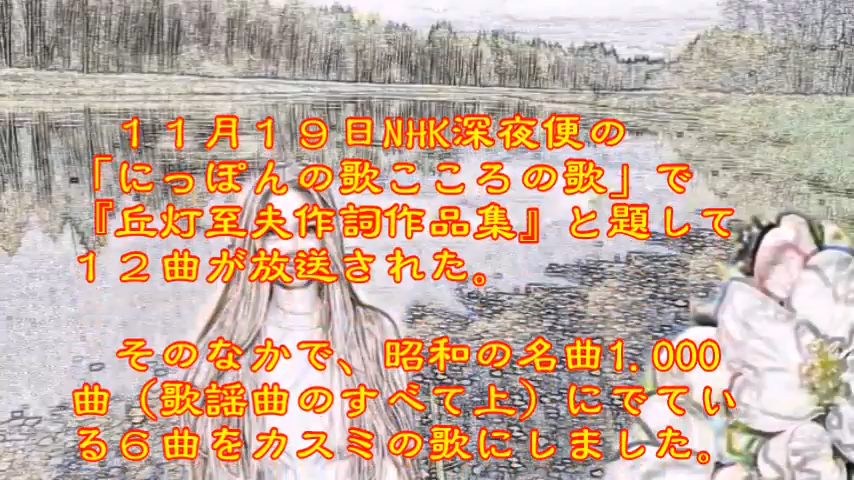 １１月１９日NHK深夜便の
「にっぽんの歌こころの歌」で
『丘灯至夫作詞作品集』と題して
１２曲が放送された。
そのなかで、昭和の名曲1.000
曲（歌謡曲のすべて上）にでてい
る６曲をカスミの歌にしました。